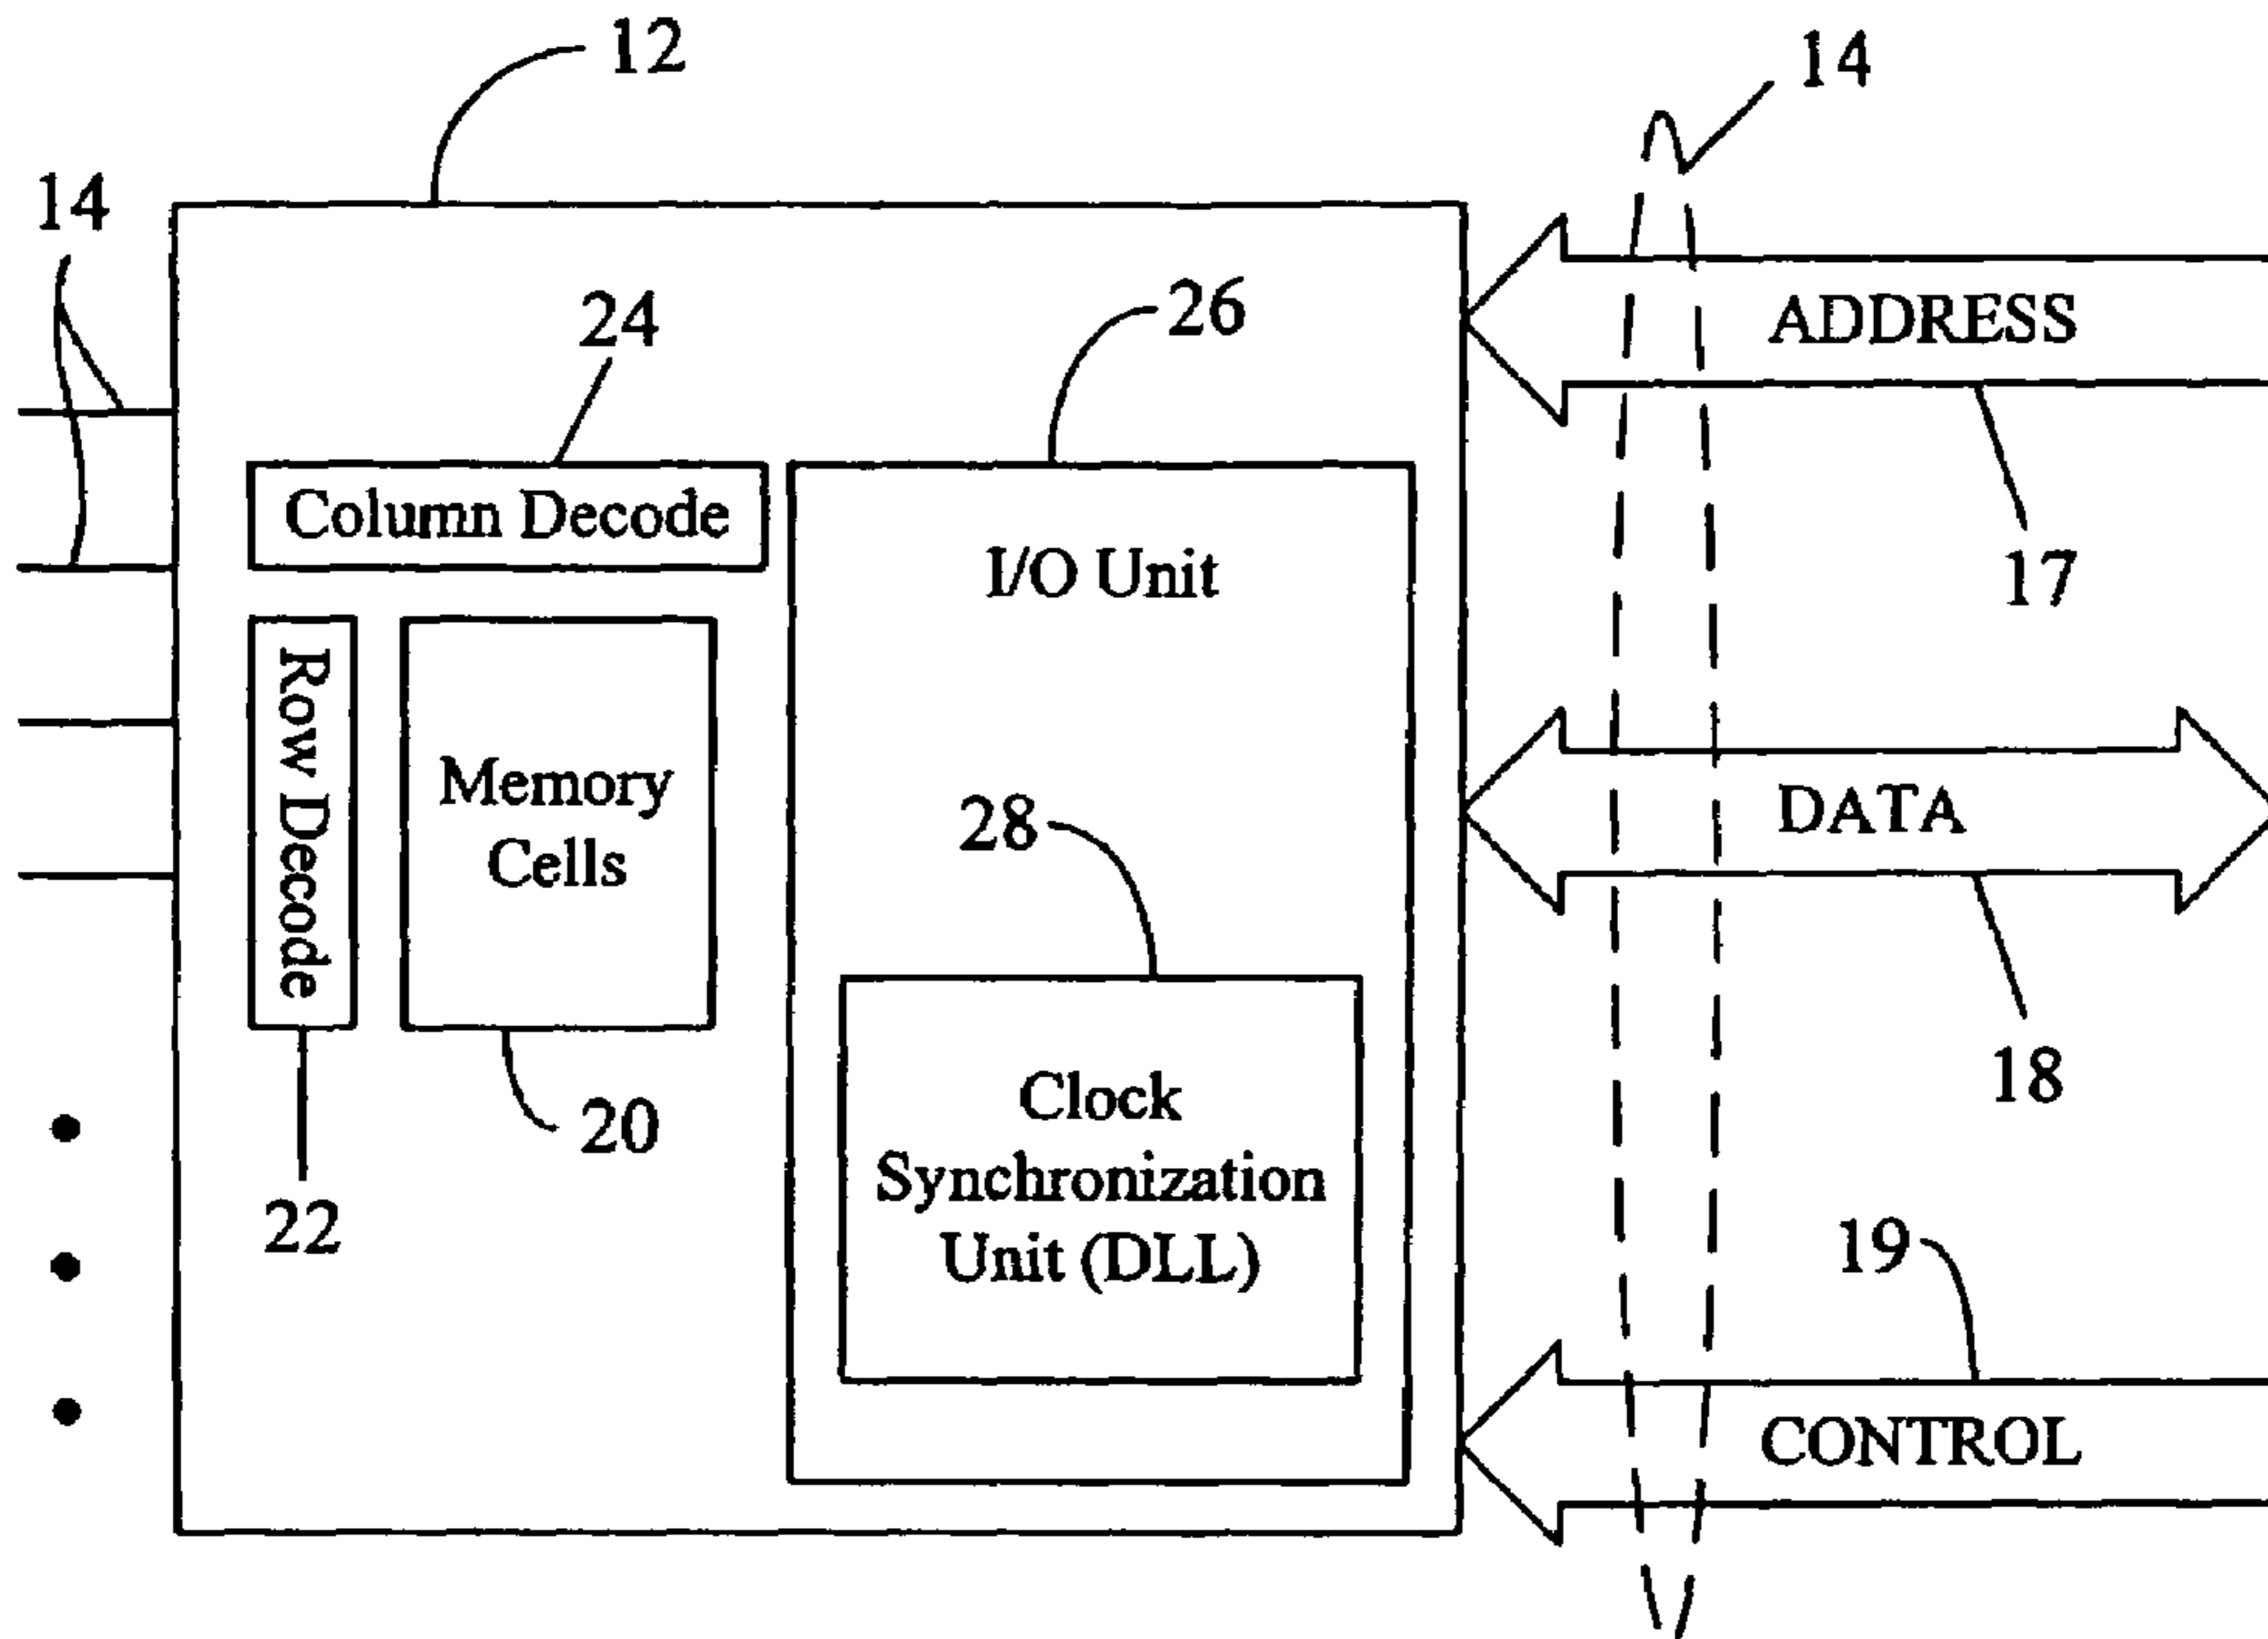 12
14
14
24
26
ADDRESS
Column Decode
I/O Unit
17
Row Decode
Memory
Cells
28
DATA
18
Clock
Synchronization
Unit (DLL)
20
22
19
CONTROL